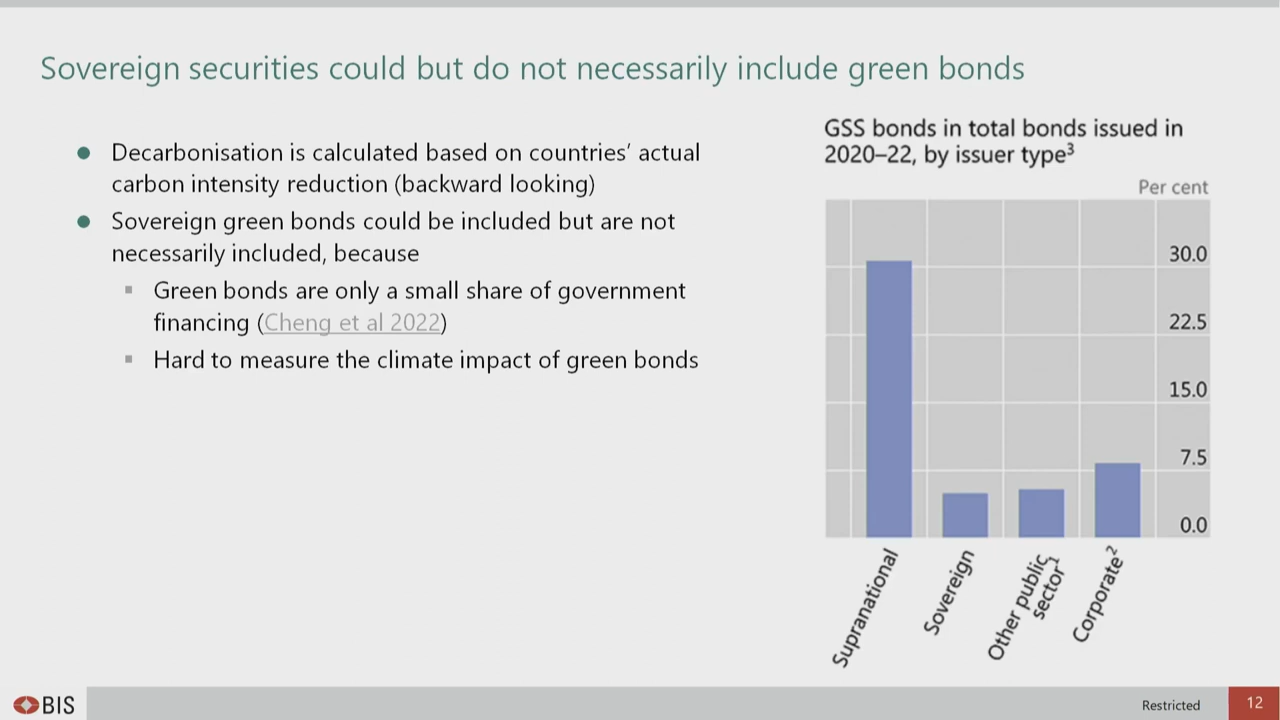 Sovereign securities could but do not necessarily include green bonds
Decarbonisation is calculated based on countries’ actual
carbon intensity reduction (backward looking)
Sovereign green bonds could be included but are not
necessarily included, because
Green bonds are only a small share of government
financing (Cheng et al 2022)
Hard to measure the climate impact of green bonds
GSS bonds in total bonds issued in
2020–22, by issuer type³
Per cent
30.0
22.5
15.0
7.5
0.0
Supranational
Sovereign
Other public
sector¹
Corporate²
BIS
Restricted
12